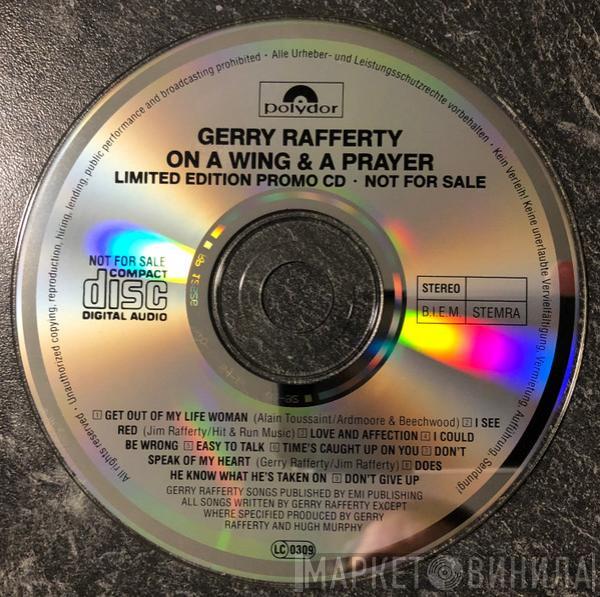 All rights reserved · Unauthorized copying, reproduction, hiring, lending, public performance and broadcasting prohibited · Alle Urheber- und Leistungsschutzrechte vorbehalten · Kein Verleih! Keine unerlaubte Vervielfältigung, Vermietung, Aufführung, Sendung!
polydor
GERRY RAFFERTY
ON A WING & A PRAYER
LIMITED EDITION PROMO CD · NOT FOR SALE
NOT FOR SALE
COMPACT
disc
DIGITAL AUDIO
STEREO
B.I.E.M. STEMRA
1 GET OUT OF MY LIFE WOMAN (Alain Toussaint/Ardmoore & Beechwood) 2 I SEE
RED (Jim Rafferty/Hit & Run Music) 3 LOVE AND AFFECTION 4 I COULD
BE WRONG 5 EASY TO TALK 6 TIME'S CAUGHT UP ON YOU 7 DON'T
SPEAK OF MY HEART (Gerry Rafferty/Jim Rafferty) 8 DOES
HE KNOW WHAT HE'S TAKEN ON 9 DON'T GIVE UP
GERRY RAFFERTY SONGS PUBLISHED BY EMI PUBLISHING
ALL SONGS WRITTEN BY GERRY RAFFERTY EXCEPT
WHERE SPECIFIED PRODUCED BY GERRY
RAFFERTY AND HUGH MURPHY
LC 0309
МАРКЕТ ВИНИЛА